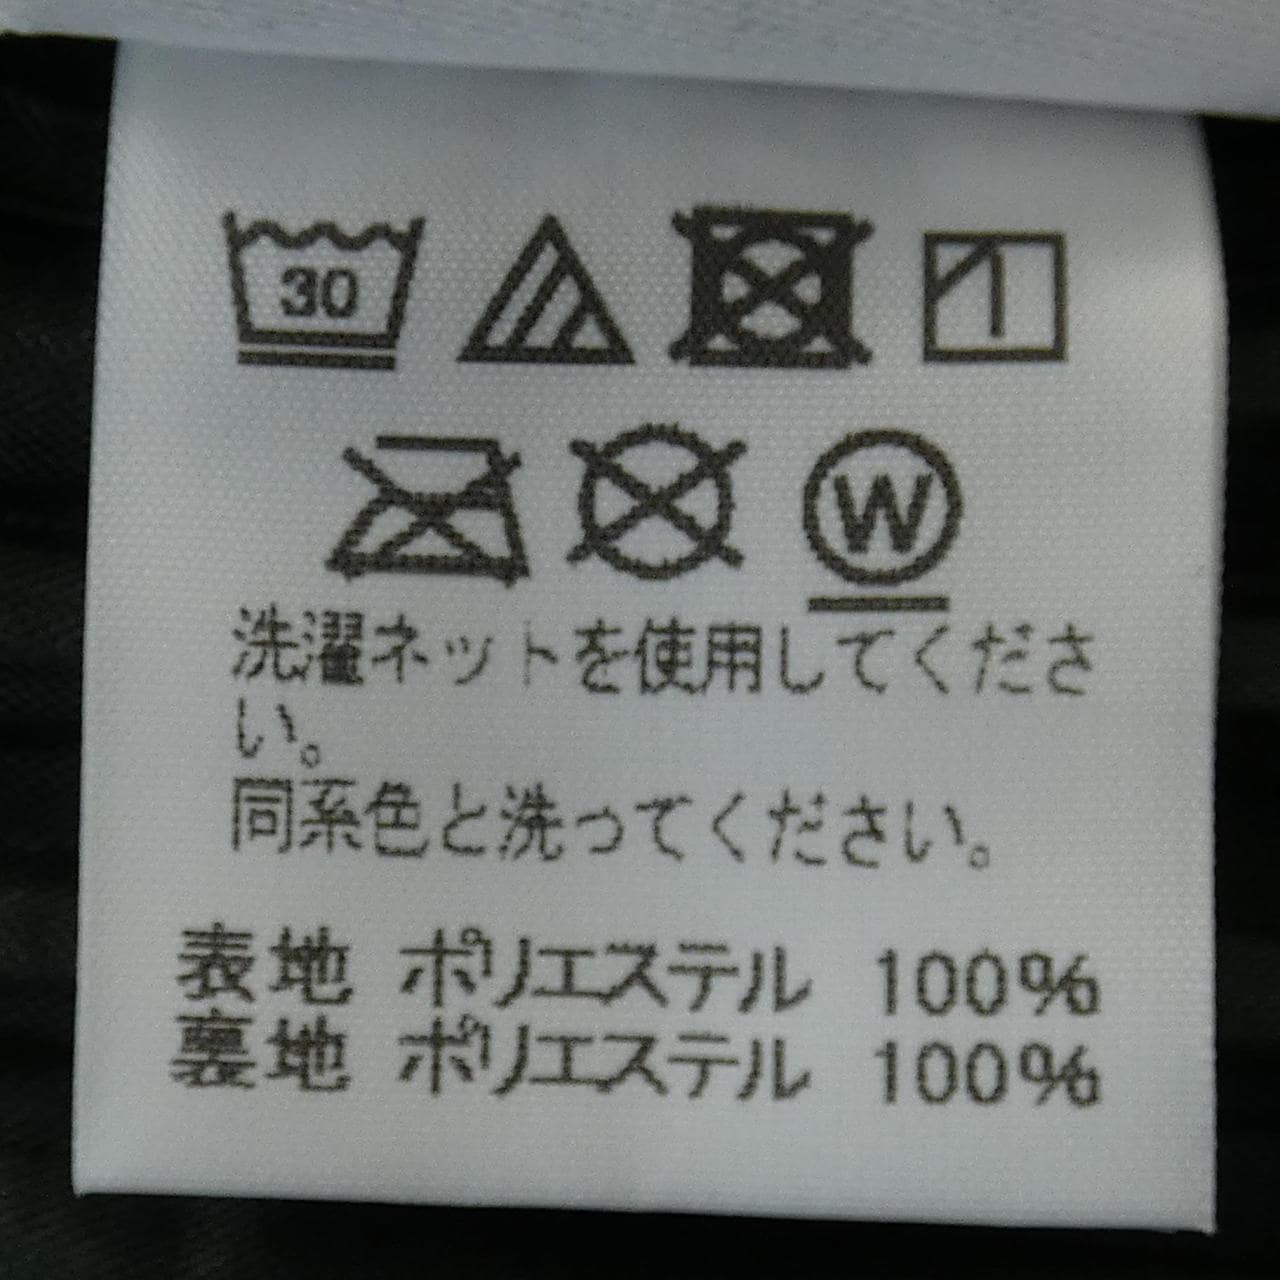 30
W
洗濯ネットを使用してくださ
い。
同系色と洗ってください。
表地 ポリエステル 100%
裏地 ポリエステル 100%